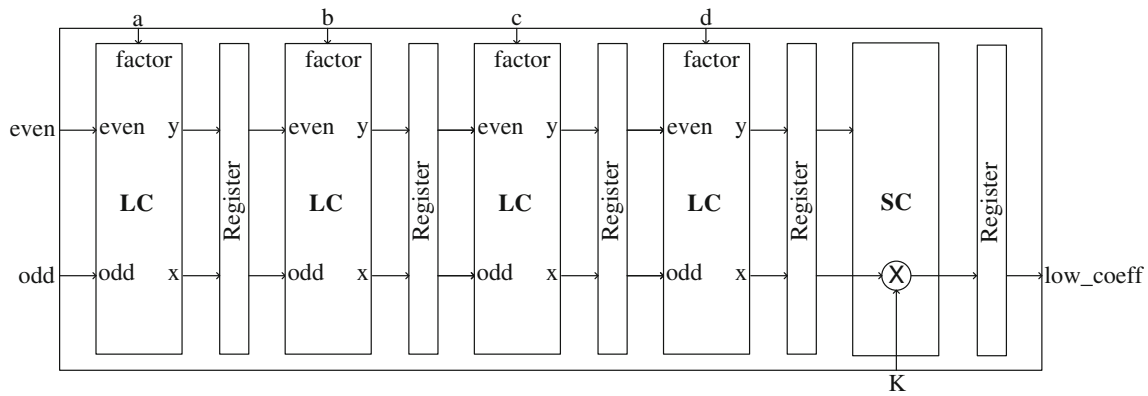 a b c d
factor factor factor factor
even even y even y even y even y
LC Register LC Register LC Register LC Register SC Register
odd odd x odd x odd x odd x X low_coeff
K